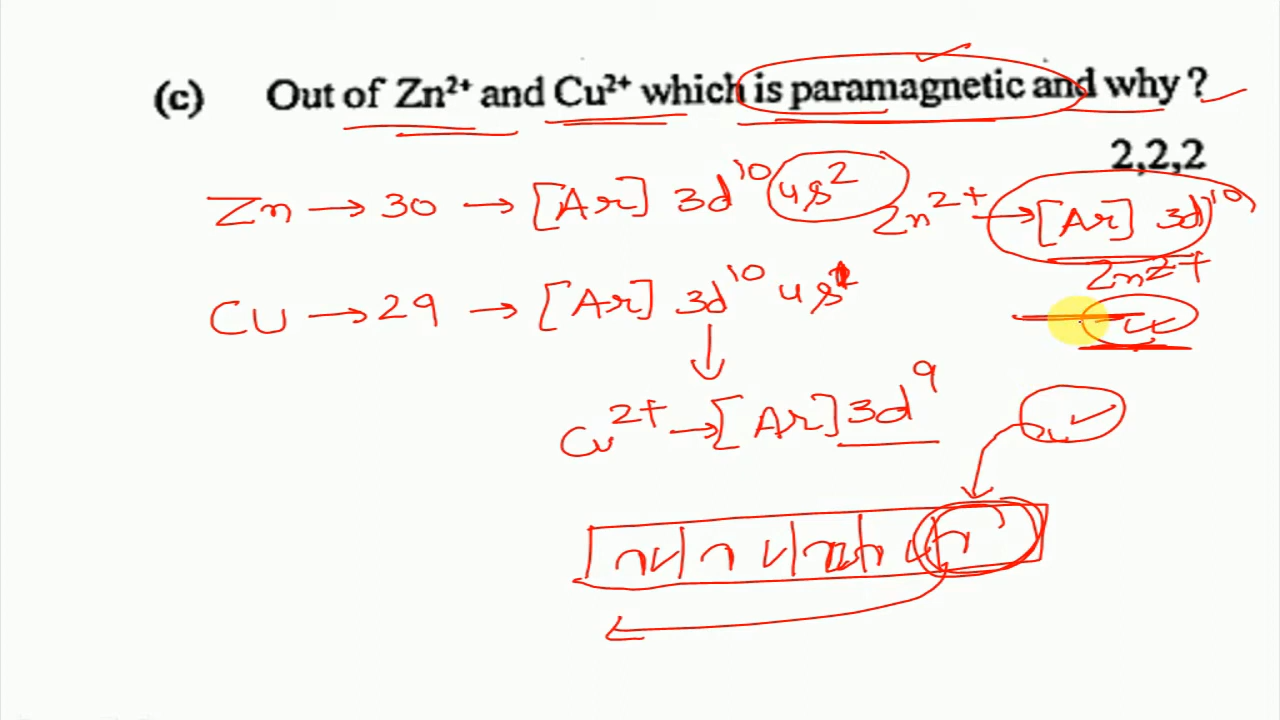 (c) Out of Zn²⁺ and Cu²⁺ which is paramagnetic and why ?
2,2,2
Zn → 30 → [Ar] 3d¹⁰ 4s² Zn²⁺ → [Ar] 3d¹⁰
Zn²⁺
CU → 29 → [Ar] 3d¹⁰ 4s¹
Cu²⁺ → [Ar] 3d⁹